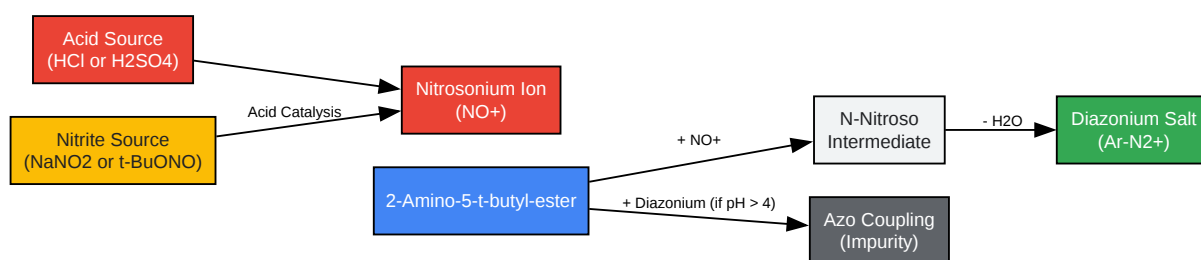 Acid Source
(HCl or H2SO4)
Nitrosonium Ion
(NO+)
Acid Catalysis
Nitrite Source
(NaNO2 or t-BuONO)
N-Nitroso
Intermediate
- H2O
Diazonium Salt
(Ar-N2+)
+ NO+
2-Amino-5-t-butyl-ester
+ Diazonium (if pH > 4)
Azo Coupling
(Impurity)